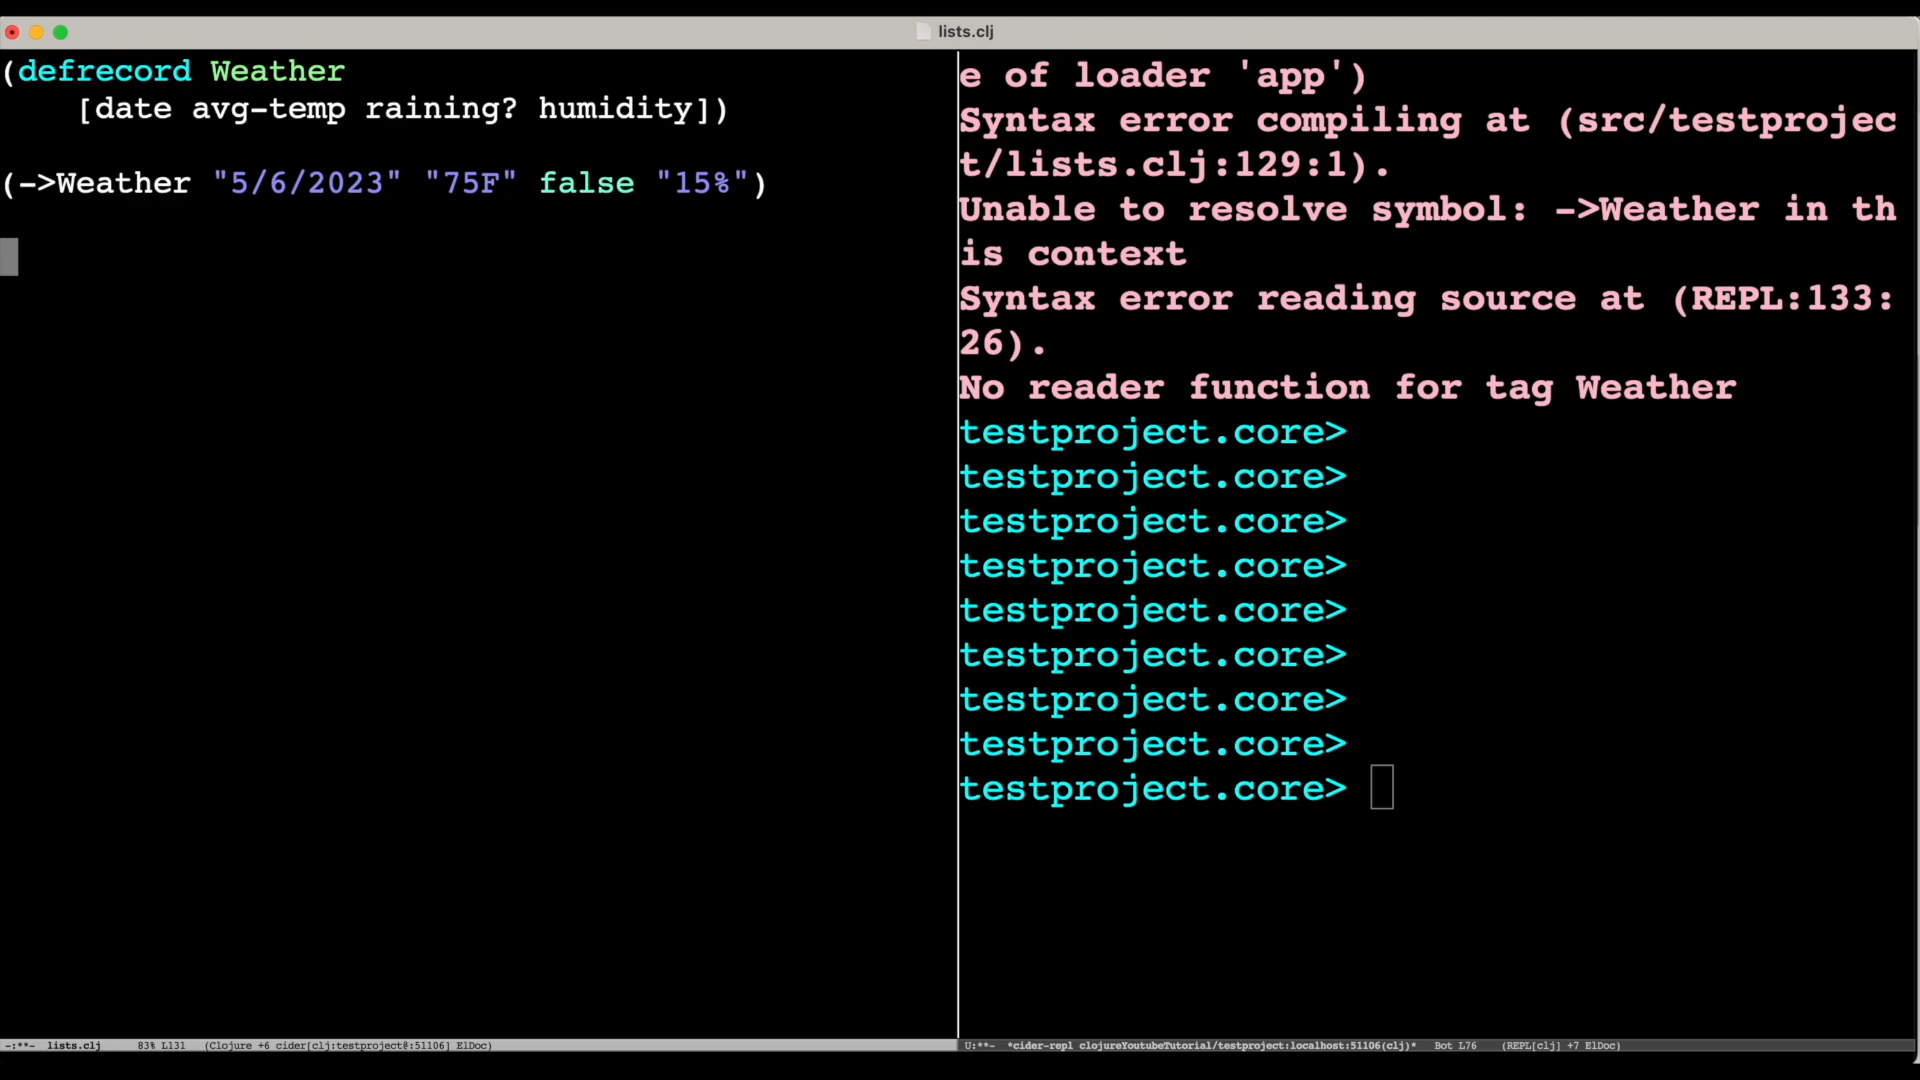 lists.clj
(defrecord Weather
[date avg-temp raining? humidity])
(->Weather "5/6/2023" "75F" false "15%")
e of loader 'app')
Syntax error compiling at (src/testprojec
t/lists.clj:129:1).
Unable to resolve symbol: ->Weather in th
is context
Syntax error reading source at (REPL:133:
26).
No reader function for tag Weather
testproject.core>
testproject.core>
testproject.core>
testproject.core>
testproject.core>
testproject.core>
testproject.core>
testproject.core>
testproject.core>
-:**- lists.clj 83% L131 (Clojure +6 cider[clj:testproject@:51106] ElDoc)
U:**- *cider-repl clojureYoutubeTutorial/testproject:localhost:51106(clj)* Bot L76 (REPL[clj] +7 ElDoc)